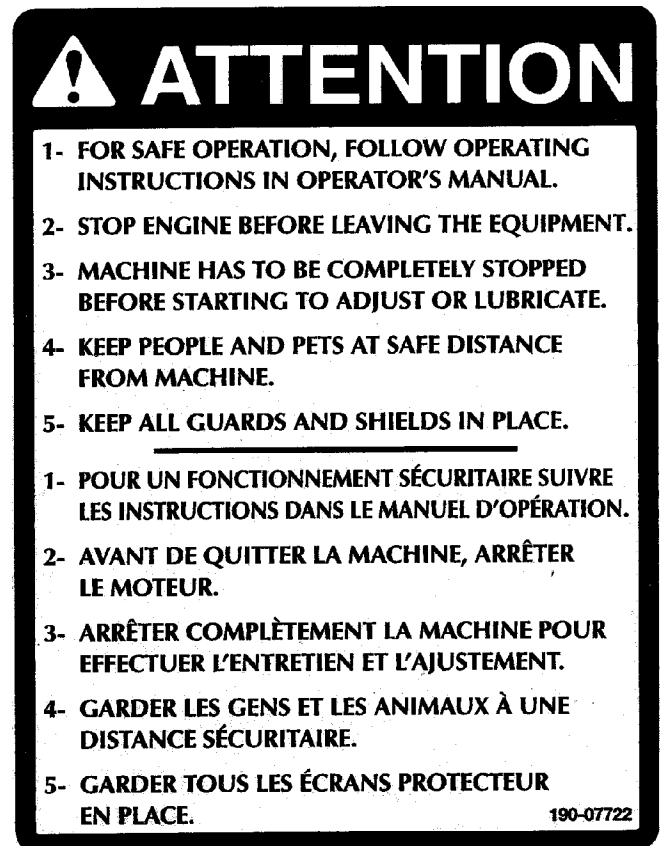 ATTENTION
1- FOR SAFE OPERATION, FOLLOW OPERATING
INSTRUCTIONS IN OPERATOR'S MANUAL.
2- STOP ENGINE BEFORE LEAVING THE EQUIPMENT.
3- MACHINE HAS TO BE COMPLETELY STOPPED
BEFORE STARTING TO ADJUST OR LUBRICATE.
4- KEEP PEOPLE AND PETS AT SAFE DISTANCE
FROM MACHINE.
5- KEEP ALL GUARDS AND SHIELDS IN PLACE.
1- POUR UN FONCTIONNEMENT SÉCURITAIRE SUIVRE
LES INSTRUCTIONS DANS LE MANUEL D'OPÉRATION.
2- AVANT DE QUITTER LA MACHINE, ARRÊTER
LE MOTEUR.
3- ARRÊTER COMPLÈTEMENT LA MACHINE POUR
EFFECTUER L'ENTRETIEN ET L'AJUSTEMENT.
4- GARDER LES GENS ET LES ANIMAUX À UNE
DISTANCE SÉCURITAIRE.
5- GARDER TOUS LES ÉCRANS PROTECTEUR
EN PLACE.
190-07722